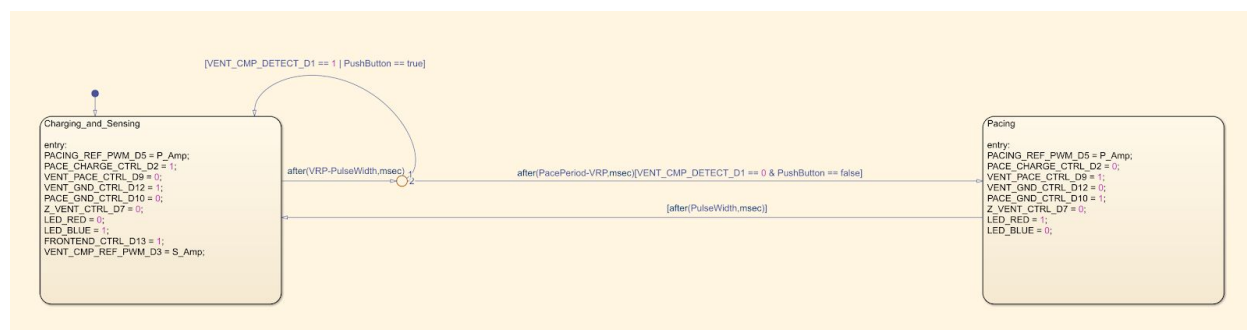 [VENT_CMP_DETECT_D1 == 1 | PushButton == true]
Charging_and_Sensing
entry:
PACING_REF_PWM_D5 = P_Amp;
PACE_CHARGE_CTRL_D2 = 1;
VENT_PACE_CTRL_D9 = 0;
VENT_GND_CTRL_D12 = 1;
PACE_GND_CTRL_D10 = 0;
Z_VENT_CTRL_D7 = 0;
LED_RED = 0;
LED_BLUE = 1;
FRONTEND_CTRL_D13 = 1;
VENT_CMP_REF_PWM_D3 = S_Amp;
after(VRP-PulseWidth,msec)
1
2
after(PacePeriod-VRP,msec)[VENT_CMP_DETECT_D1 == 0 & PushButton == false]
[after(PulseWidth,msec)]
Pacing
entry:
PACING_REF_PWM_D5 = P_Amp;
PACE_CHARGE_CTRL_D2 = 0;
VENT_PACE_CTRL_D9 = 1;
VENT_GND_CTRL_D12 = 0;
PACE_GND_CTRL_D10 = 1;
Z_VENT_CTRL_D7 = 0;
LED_RED = 1;
LED_BLUE = 0;